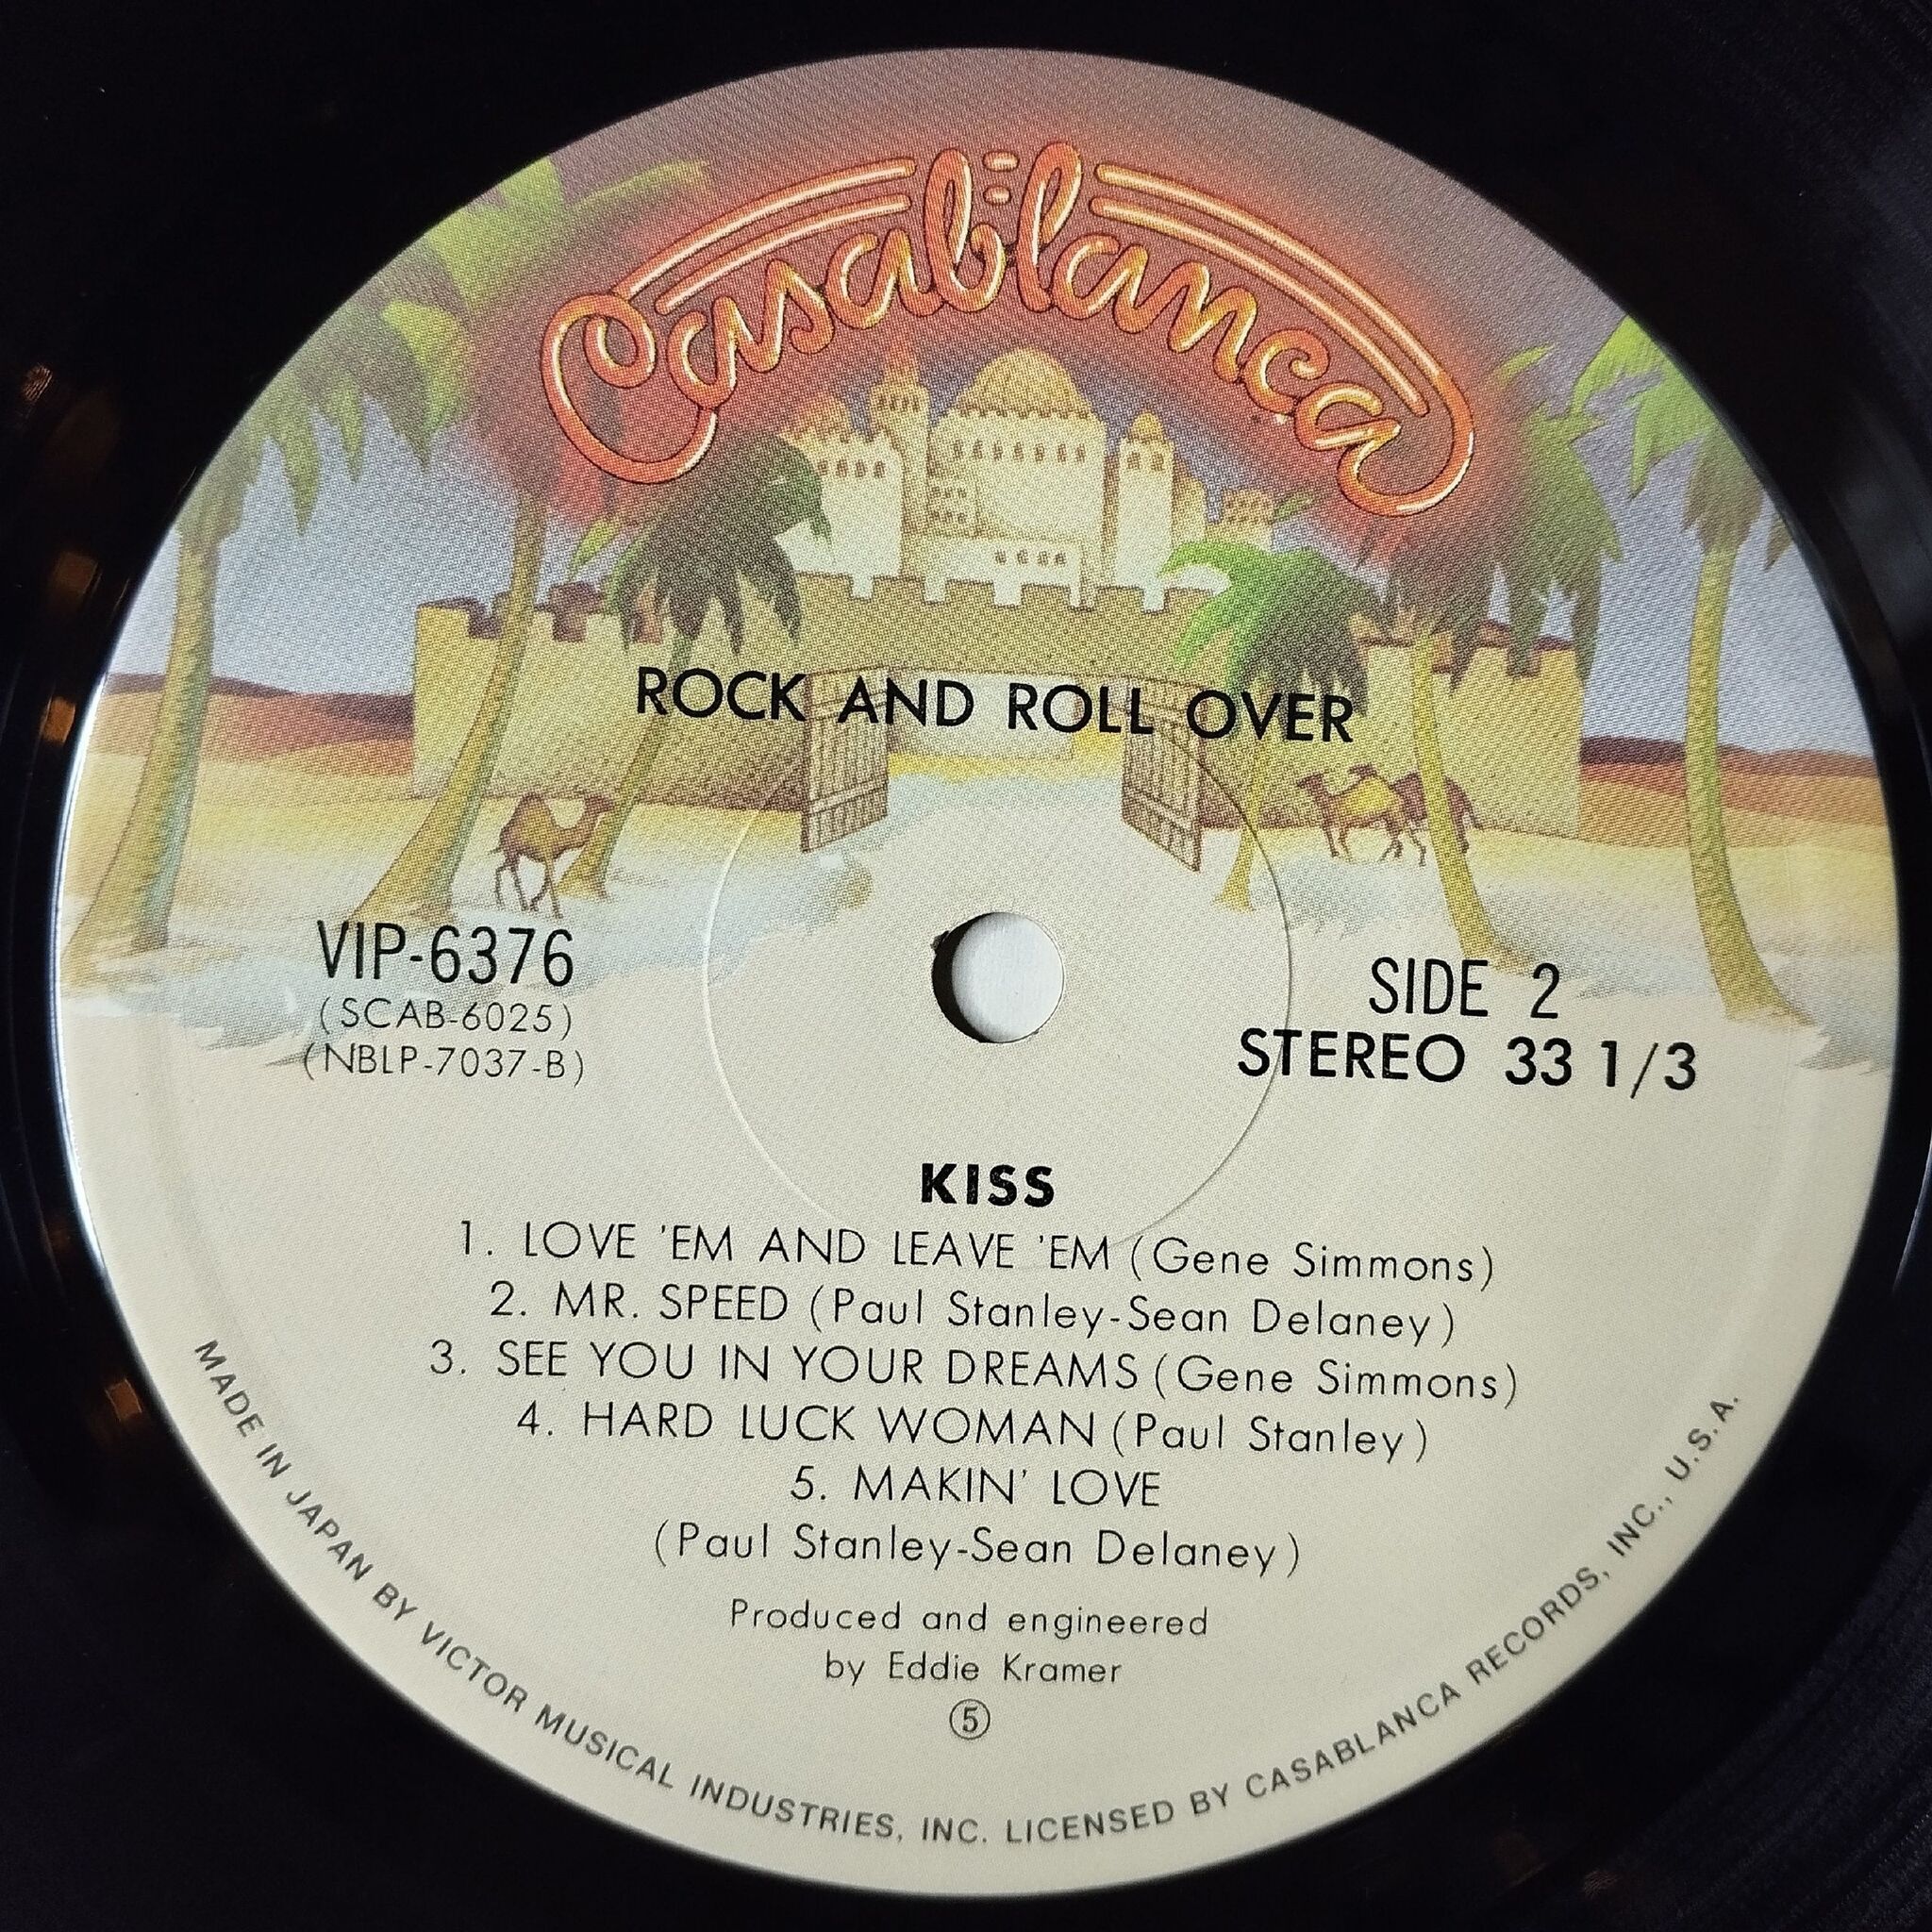 Casablanca
ROCK AND ROLL OVER
VIP-6376
(SCAB-6025)
(NBLP-7037-B)
SIDE 2
STEREO 33 1/3
KISS
1. LOVE 'EM AND LEAVE 'EM (Gene Simmons)
2. MR. SPEED (Paul Stanley-Sean Delaney)
3. SEE YOU IN YOUR DREAMS (Gene Simmons)
4. HARD LUCK WOMAN (Paul Stanley)
5. MAKIN' LOVE
(Paul Stanley-Sean Delaney)
Produced and engineered
by Eddie Kramer
⑤
MADE IN JAPAN BY VICTOR MUSICAL INDUSTRIES, INC. LICENSED BY CASABLANCA RECORDS, INC., U.S.A.